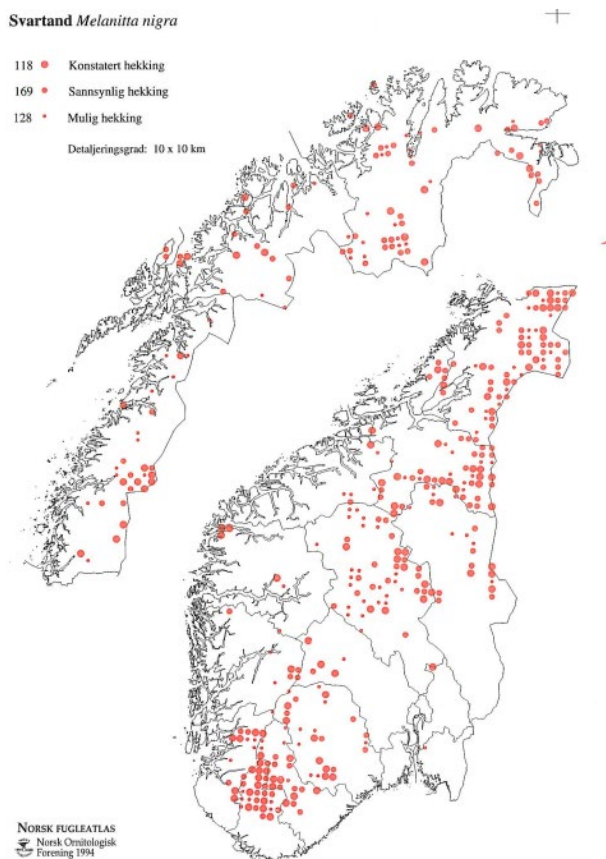 Svartand Melanitta nigra
118 Konstatert hekking
169 Sannsynlig hekking
128 Mulig hekking
Detaljeringsgrad: 10 x 10 km
NORSK FUGLEATLAS
Norsk Ornitologisk
Forening 1994